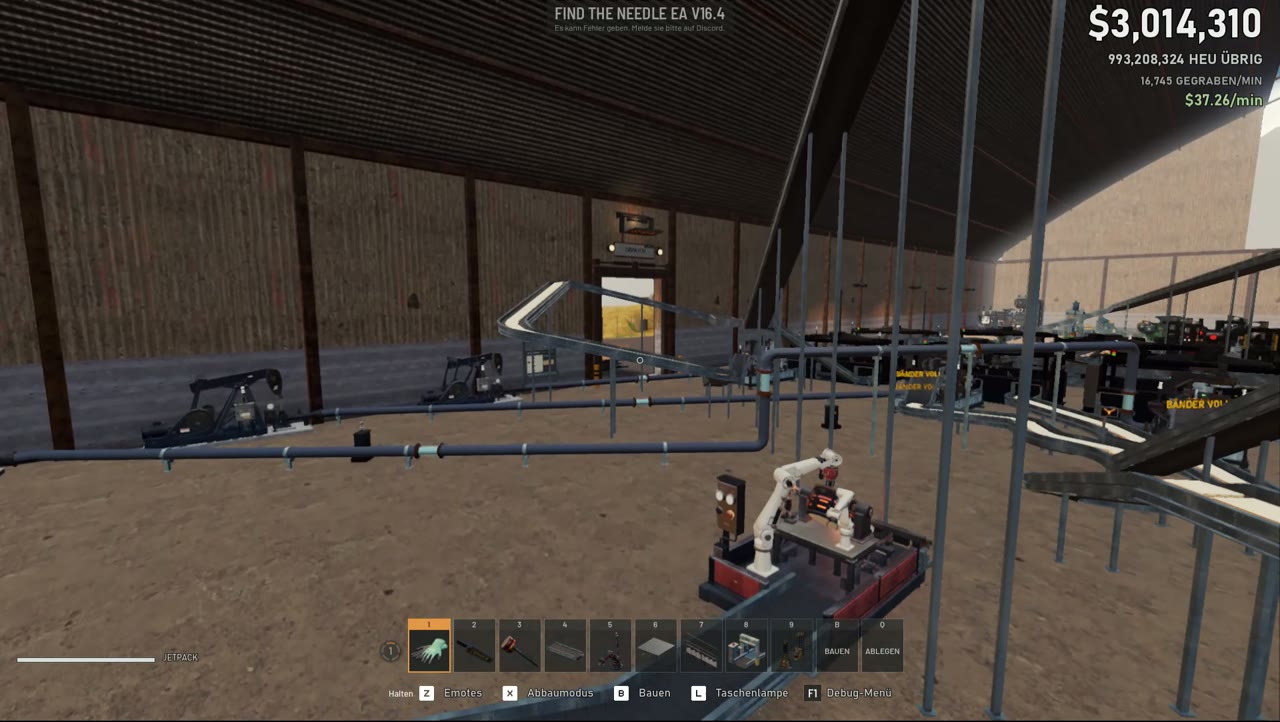 FIND THE NEEDLE EA V16.4
Es kann Fehler geben. Melde sie bitte auf Discord.
$3,014,310
993,208,324 HEU ÜBRIG
16,745 GEGRABEN/MIN
$37.26/min
BÄNDER VOLL
BÄNDER VOLL
JETPACK
1
1 2 3 4 5 6 7 8 9 B 0
BAUEN ABLEGEN
Halten Z Emotes X Abbaumodus B Bauen L Taschenlampe F1 Debug-Menü